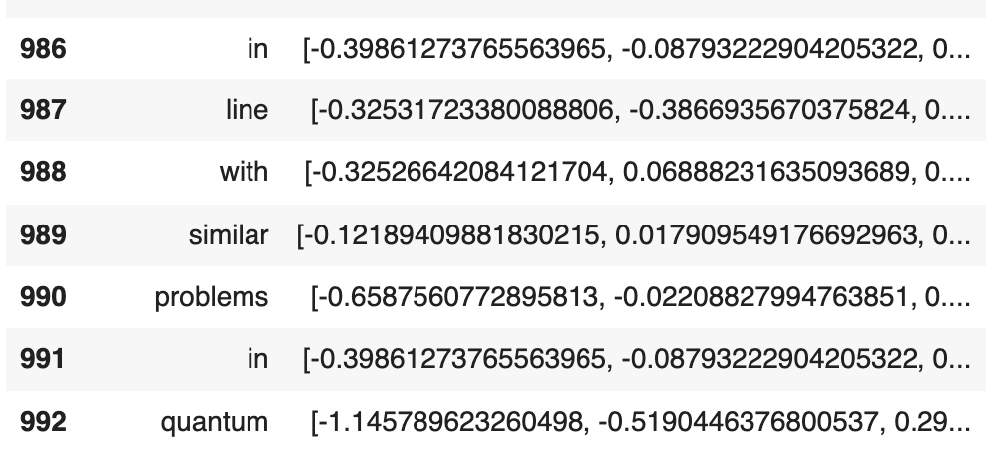 986 in [-0.39861273765563965, -0.08793222904205322, 0...
987 line [-0.32531723380088806, -0.3866935670375824, 0....
988 with [-0.32526642084121704, 0.06888231635093689, 0....
989 similar [-0.12189409881830215, 0.017909549176692963, 0...
990 problems [-0.6587560772895813, -0.02208827994763851, 0....
991 in [-0.39861273765563965, -0.08793222904205322, 0...
992 quantum [-1.145789623260498, -0.5190446376800537, 0.29...